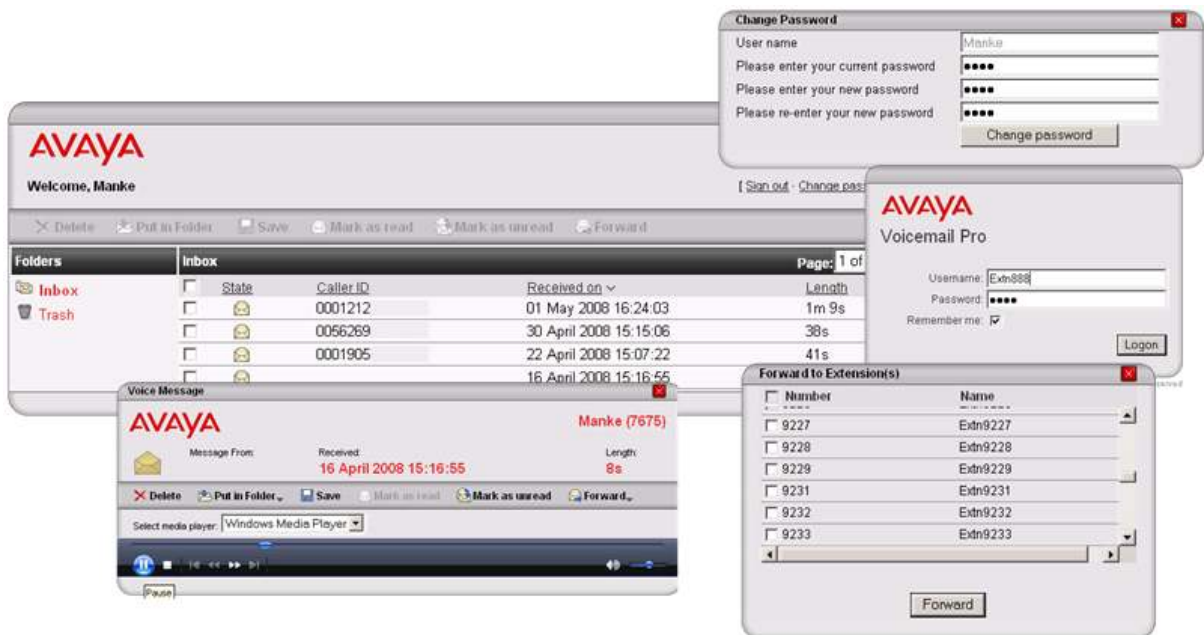 Change Password
User name Manke
Please enter your current password
Please enter your new password
Please re-enter your new password
Change password
AVAYA
Welcome, Manke
[ Sign out - Change pas
Delete Put in Folder Save Mark as read Mark as unread Forward
Folders Inbox Page: 1 of
Inbox
Trash
State Caller ID Received on Length
0001212 01 May 2008 16:24:03 1m 9s
0056269 30 April 2008 15:15:06 38s
0001905 22 April 2008 15:07:22 41s
16 April 2008 15:16:55
AVAYA
Voicemail Pro
Username: Extn888
Password:
Remember me:
Logon
Voice Message
AVAYA Manke (7675)
Message From: Received: Length:
16 April 2008 15:16:55 8s
Delete Put in Folder Save Mark as read Mark as unread Forward
Select media player: Windows Media Player
Pause
Forward to Extension(s)
Number Name
9227 Extn9227
9228 Extn9228
9229 Extn9229
9231 Extn9231
9232 Extn9232
9233 Extn9233
Forward